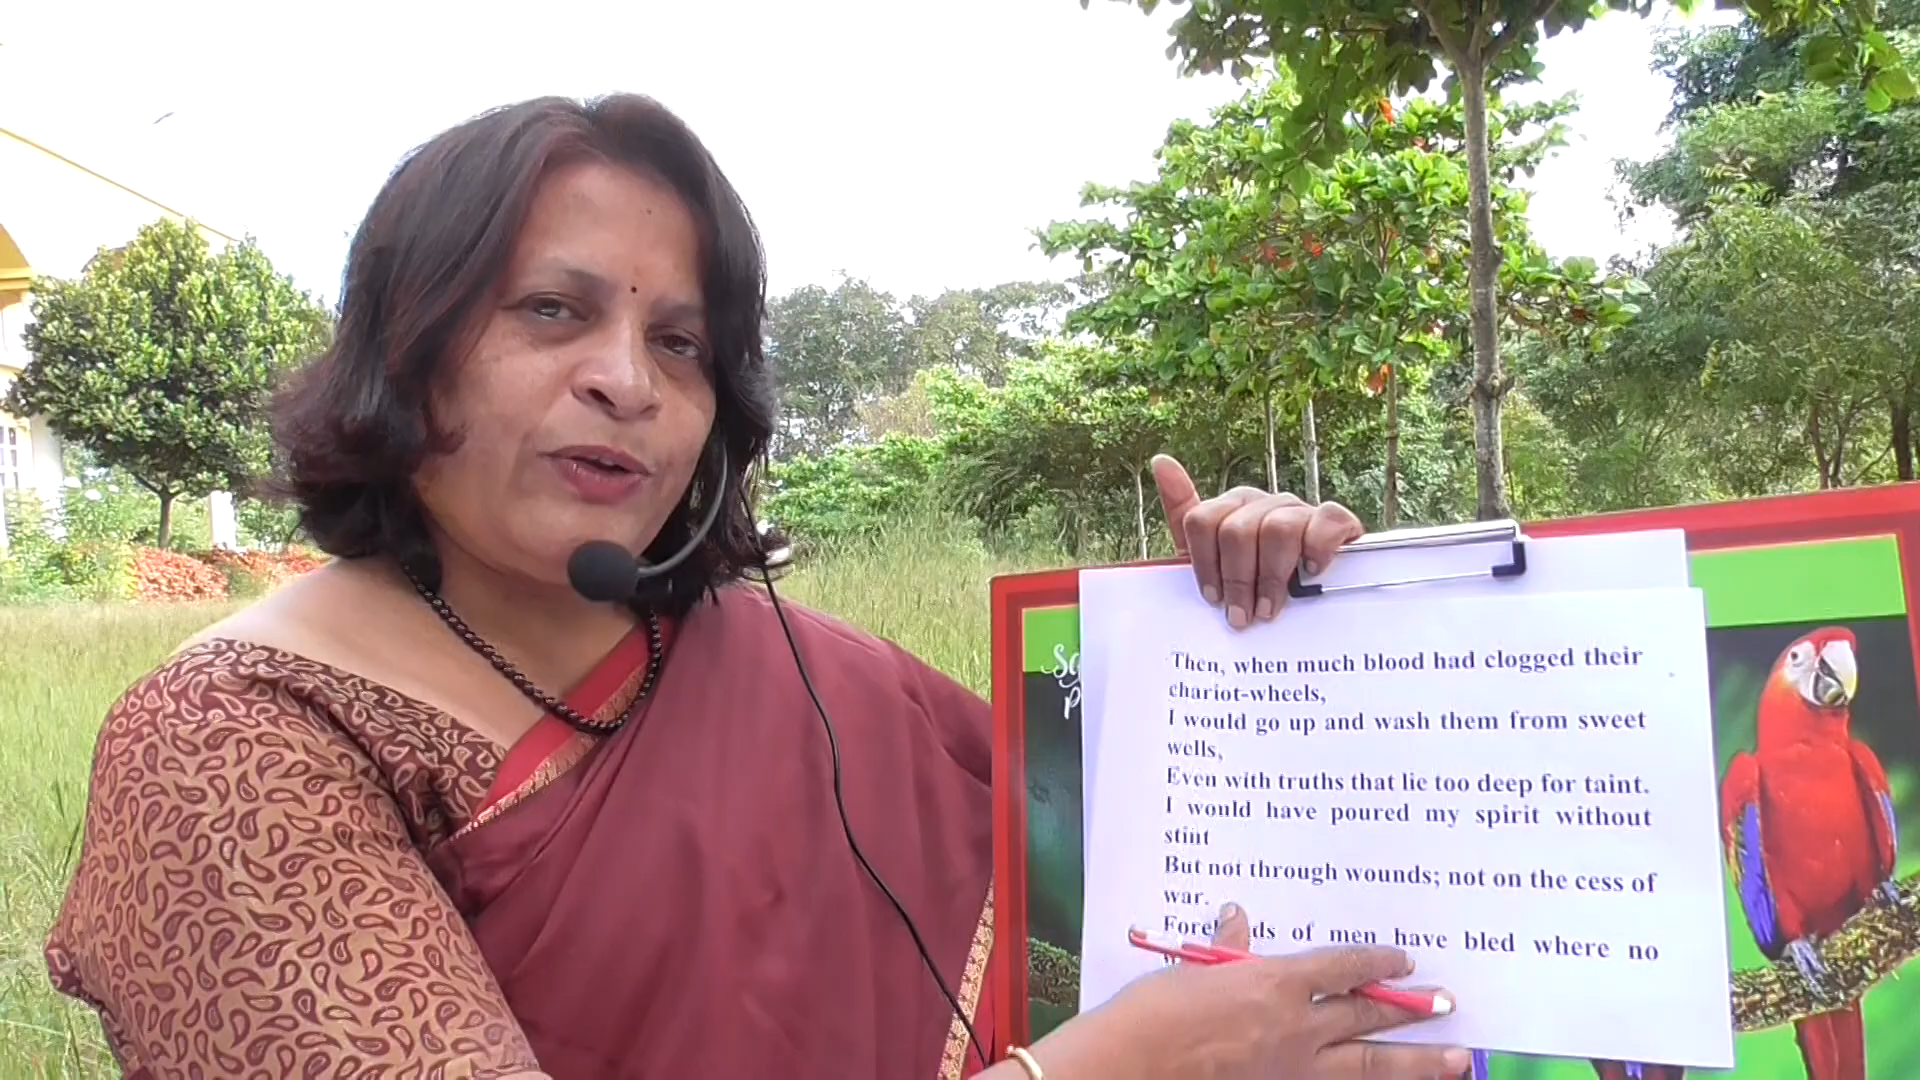 Then, when much blood had clogged their
chariot-wheels,
I would go up and wash them from sweet
wells,
Even with truths that lie too deep for taint.
I would have poured my spirit without
stint
But not through wounds; not on the cess of
war.
of men have bled where no